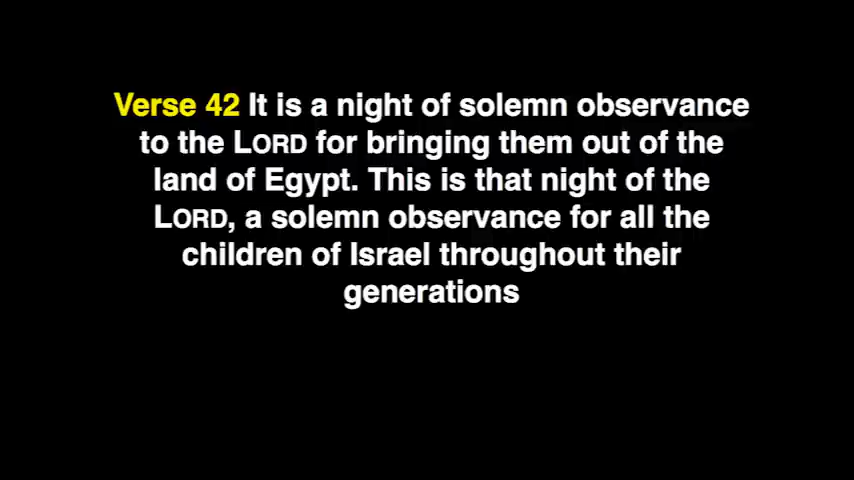 Verse 42 It is a night of solemn observance
to the LORD for bringing them out of the
land of Egypt. This is that night of the
LORD, a solemn observance for all the
children of Israel throughout their
generations